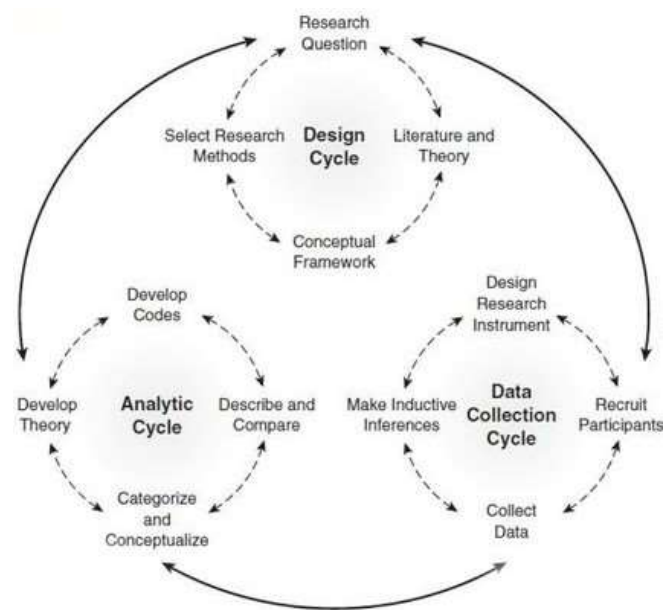 Research
Question
Select Research
Methods
Design
Cycle
Literature and
Theory
Conceptual
Framework
Develop
Codes
Develop
Theory
Analytic
Cycle
Describe and
Compare
Categorize
and
Conceptualize
Design
Research
Instrument
Make Inductive
Inferences
Data
Collection
Cycle
Recruit
Participants
Collect
Data